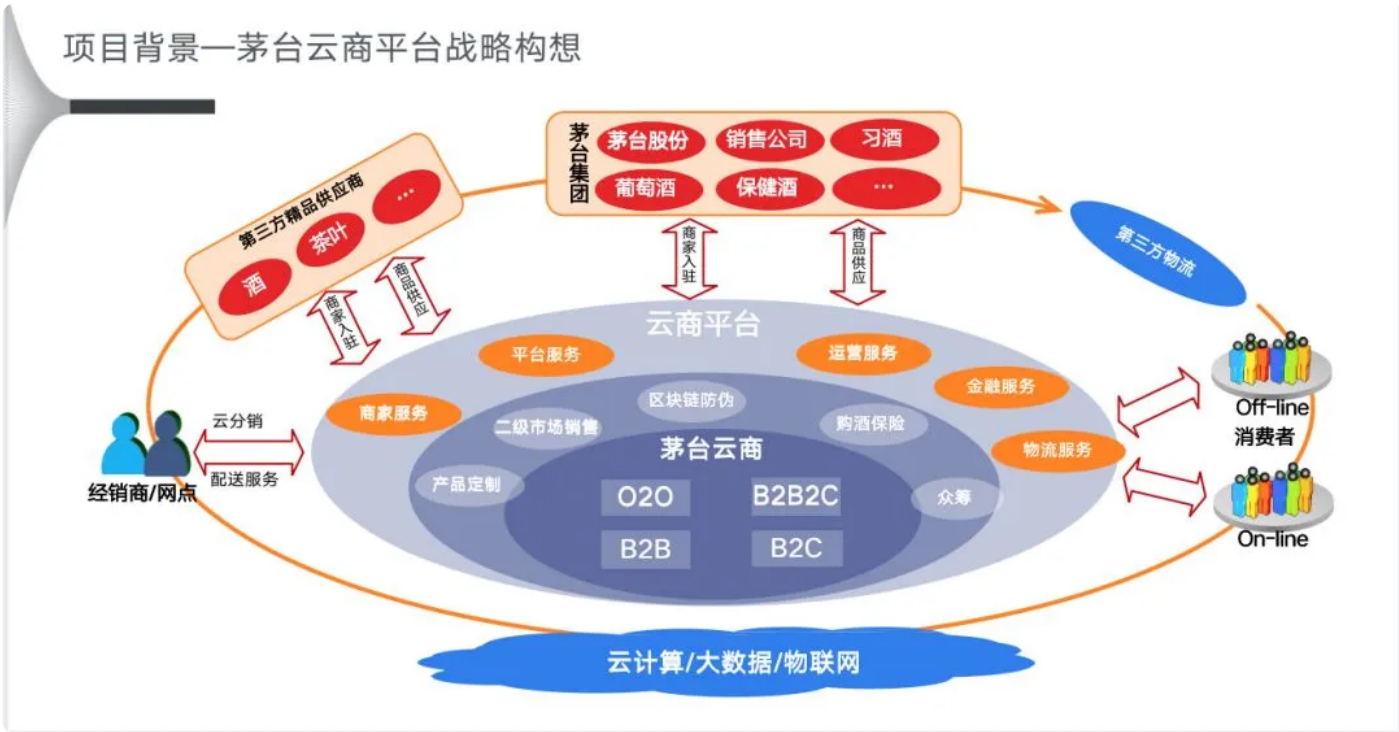 项目背景—茅台云商平台战略构想
茅台集团
茅台股份
销售公司
习酒
葡萄酒
保健酒
...
第三方精品供应商
酒
茶叶
...
商家入驻
商品供应
商家入驻
商品供应
第三方物流
云商平台
平台服务
运营服务
商家服务
金融服务
物流服务
区块链防伪
二级市场销售
购酒保险
产品定制
众筹
茅台云商
O2O
B2B2C
B2B
B2C
云分销
配送服务
经销商/网点
Off-line
消费者
On-line
云计算/大数据/物联网